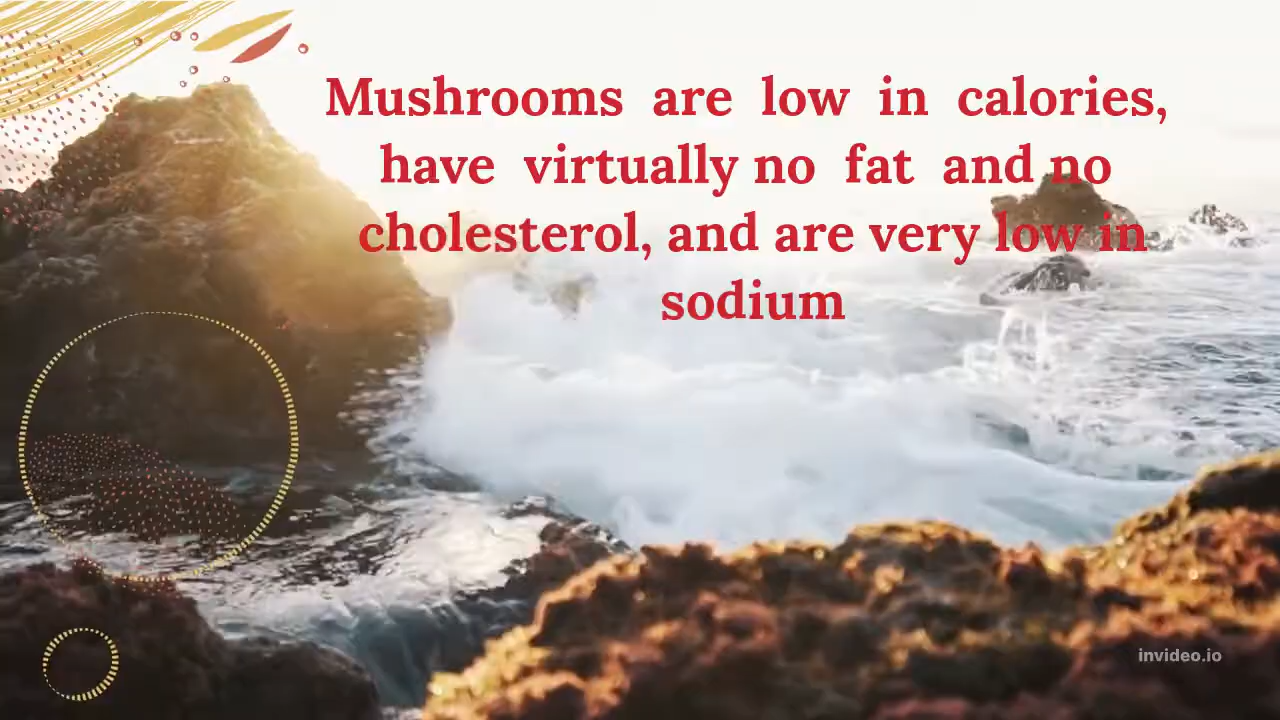 Mushrooms are low in calories,
have virtually no fat and no
cholesterol, and are very low in
sodium
invideo.io